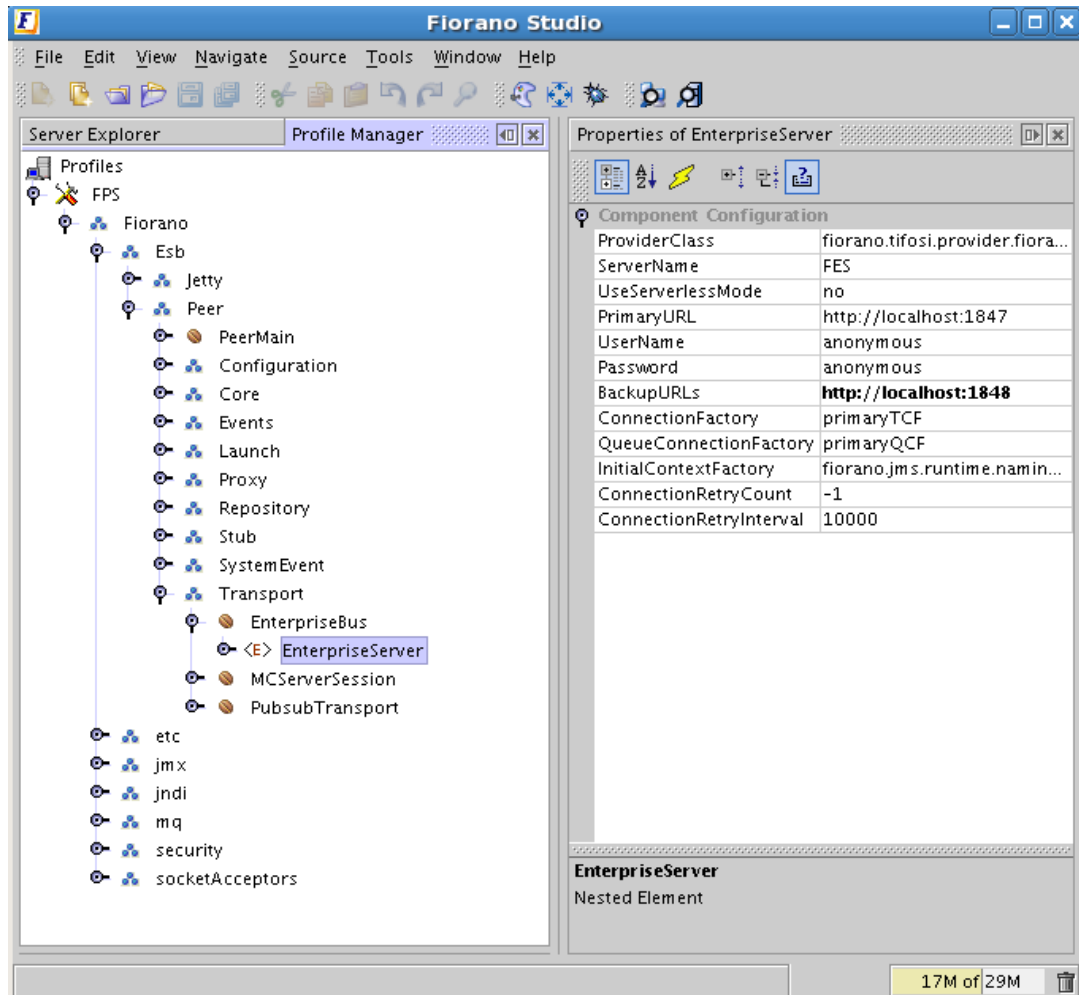 Fiorano Studio
File Edit View Navigate Source Tools Window Help
Server Explorer
Profile Manager
Profiles
FPS
Fiorano
Esb
Jetty
Peer
PeerMain
Configuration
Core
Events
Launch
Proxy
Repository
Stub
SystemEvent
Transport
EnterpriseBus
<E> EnterpriseServer
MCServerSession
PubsubTransport
etc
jmx
jndi
mq
security
socketAcceptors
Properties of EnterpriseServer
Component Configuration
ProviderClass fiorano.tifosi.provider.fiora...
ServerName FES
UseServerlessMode no
PrimaryURL http://localhost:1847
UserName anonymous
Password anonymous
BackupURLs http://localhost:1848
ConnectionFactory primaryTCF
QueueConnectionFactory primaryQCF
InitialContextFactory fiorano.jms.runtime.namin...
ConnectionRetryCount -1
ConnectionRetryInterval 10000
EnterpriseServer
Nested Element
17M of 29M